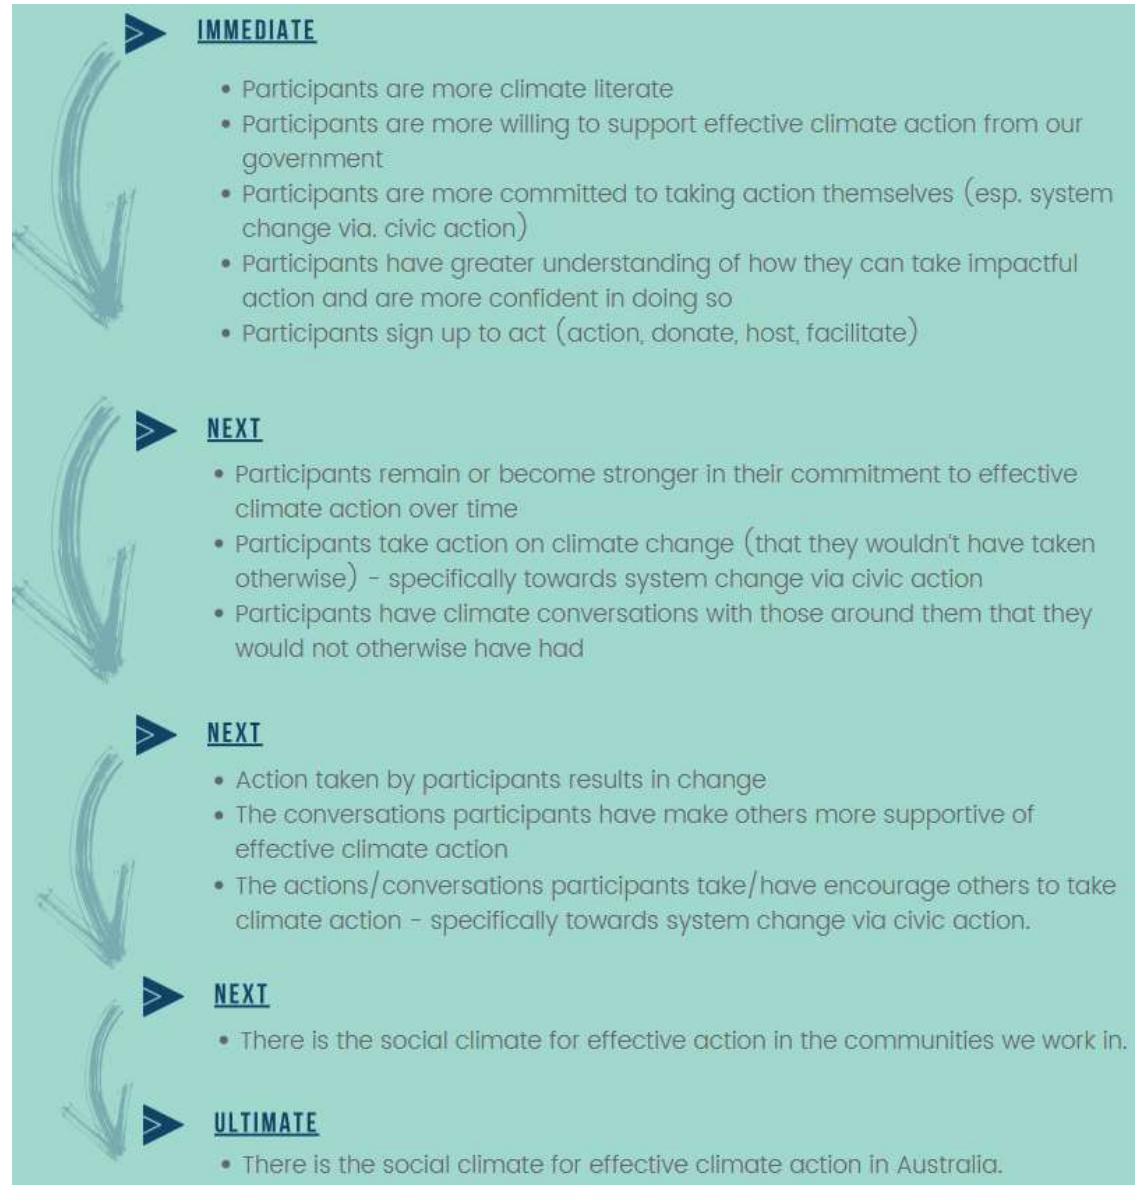 IMMEDIATE
• Participants are more climate literate
• Participants are more willing to support effective climate action from our
government
• Participants are more committed to taking action themselves (esp. system
change via. civic action)
• Participants have greater understanding of how they can take impactful
action and are more confident in doing so
• Participants sign up to act (action, donate, host, facilitate)
NEXT
• Participants remain or become stronger in their commitment to effective
climate action over time
• Participants take action on climate change (that they wouldn't have taken
otherwise) - specifically towards system change via civic action
• Participants have climate conversations with those around them that they
would not otherwise have had
NEXT
• Action taken by participants results in change
• The conversations participants have make others more supportive of
effective climate action
• The actions/conversations participants take/have encourage others to take
climate action - specifically towards system change via civic action.
NEXT
• There is the social climate for effective action in the communities we work in.
ULTIMATE
• There is the social climate for effective climate action in Australia.